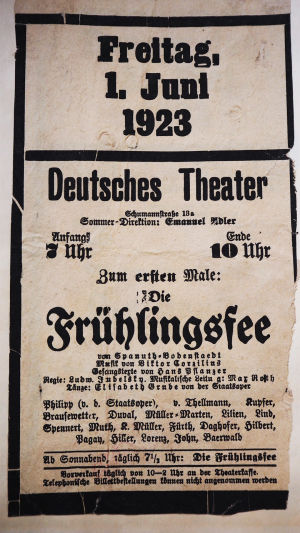 Freitag,
1. Juni
1923
Deutsches Theater
Schumannstraße 13a
Sommer-Direktion: Emanuel Adler
Anfang Ende
7 Uhr 10 Uhr
Zum ersten Male:
Die
Frühlingsfee
von Spanuth-Bodenstedt
Musik von Viktor Corzilius
Gesangstexte von Hans Pflanzer
Regie: Ludw. Jubelsky. Musikalische Leitung: Max Roth
Tänze: Elisabeth Grube von der Staatsoper
Philipp (v. d. Staatsoper), v. Thellmann, Kupfer,
Brausewetter, Duval, Müller-Marten, Lilien, Lind,
Spennert, Muth, K. Müller, Fürth, Daghofer, Hilbert,
Pagay, Hiller, Lorenz, John, Baerwald
Ab Sonnabend, täglich 7½ Uhr: Die Frühlingsfee
Vorverkauf täglich von 10–2 Uhr an der Theaterkasse.
Telephonische Billettbestellungen können nicht angenommen werden